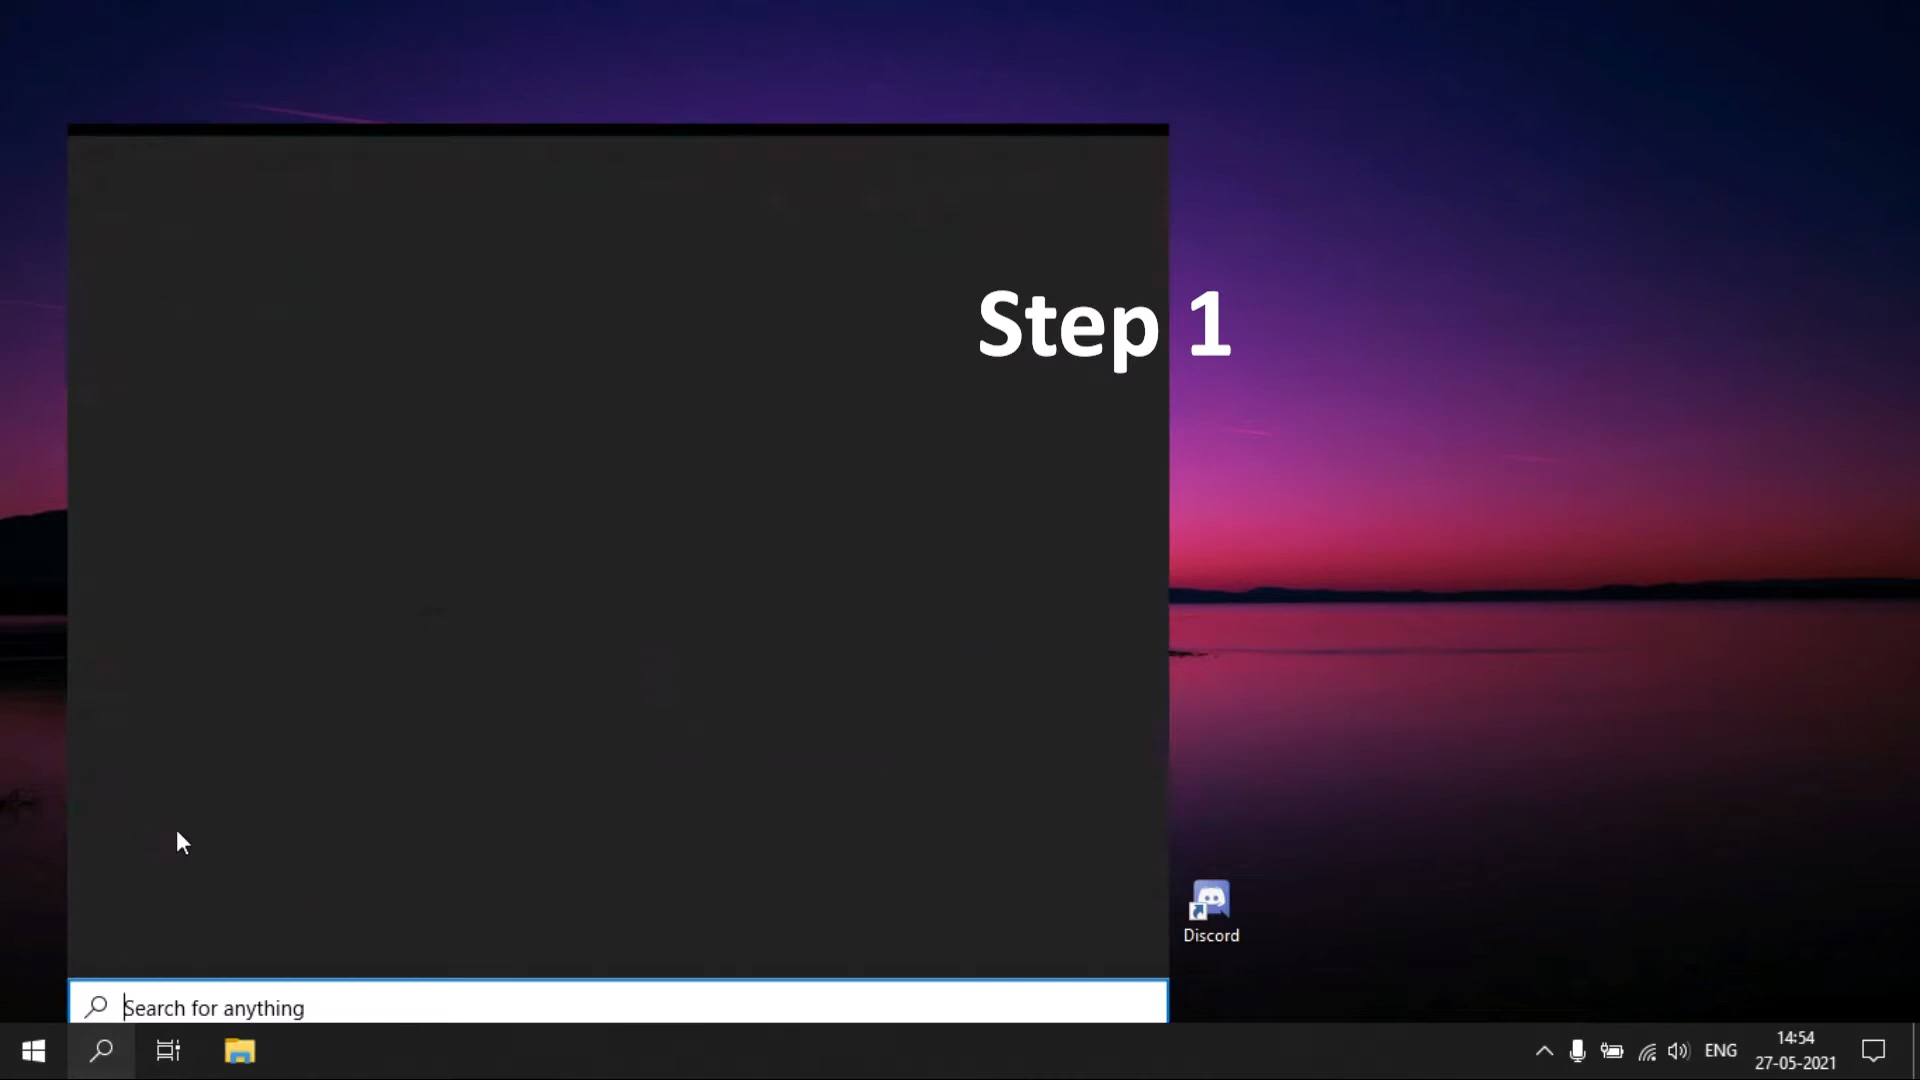 Step 1
Discord
Search for anything
ENG
14:54
27-05-2021